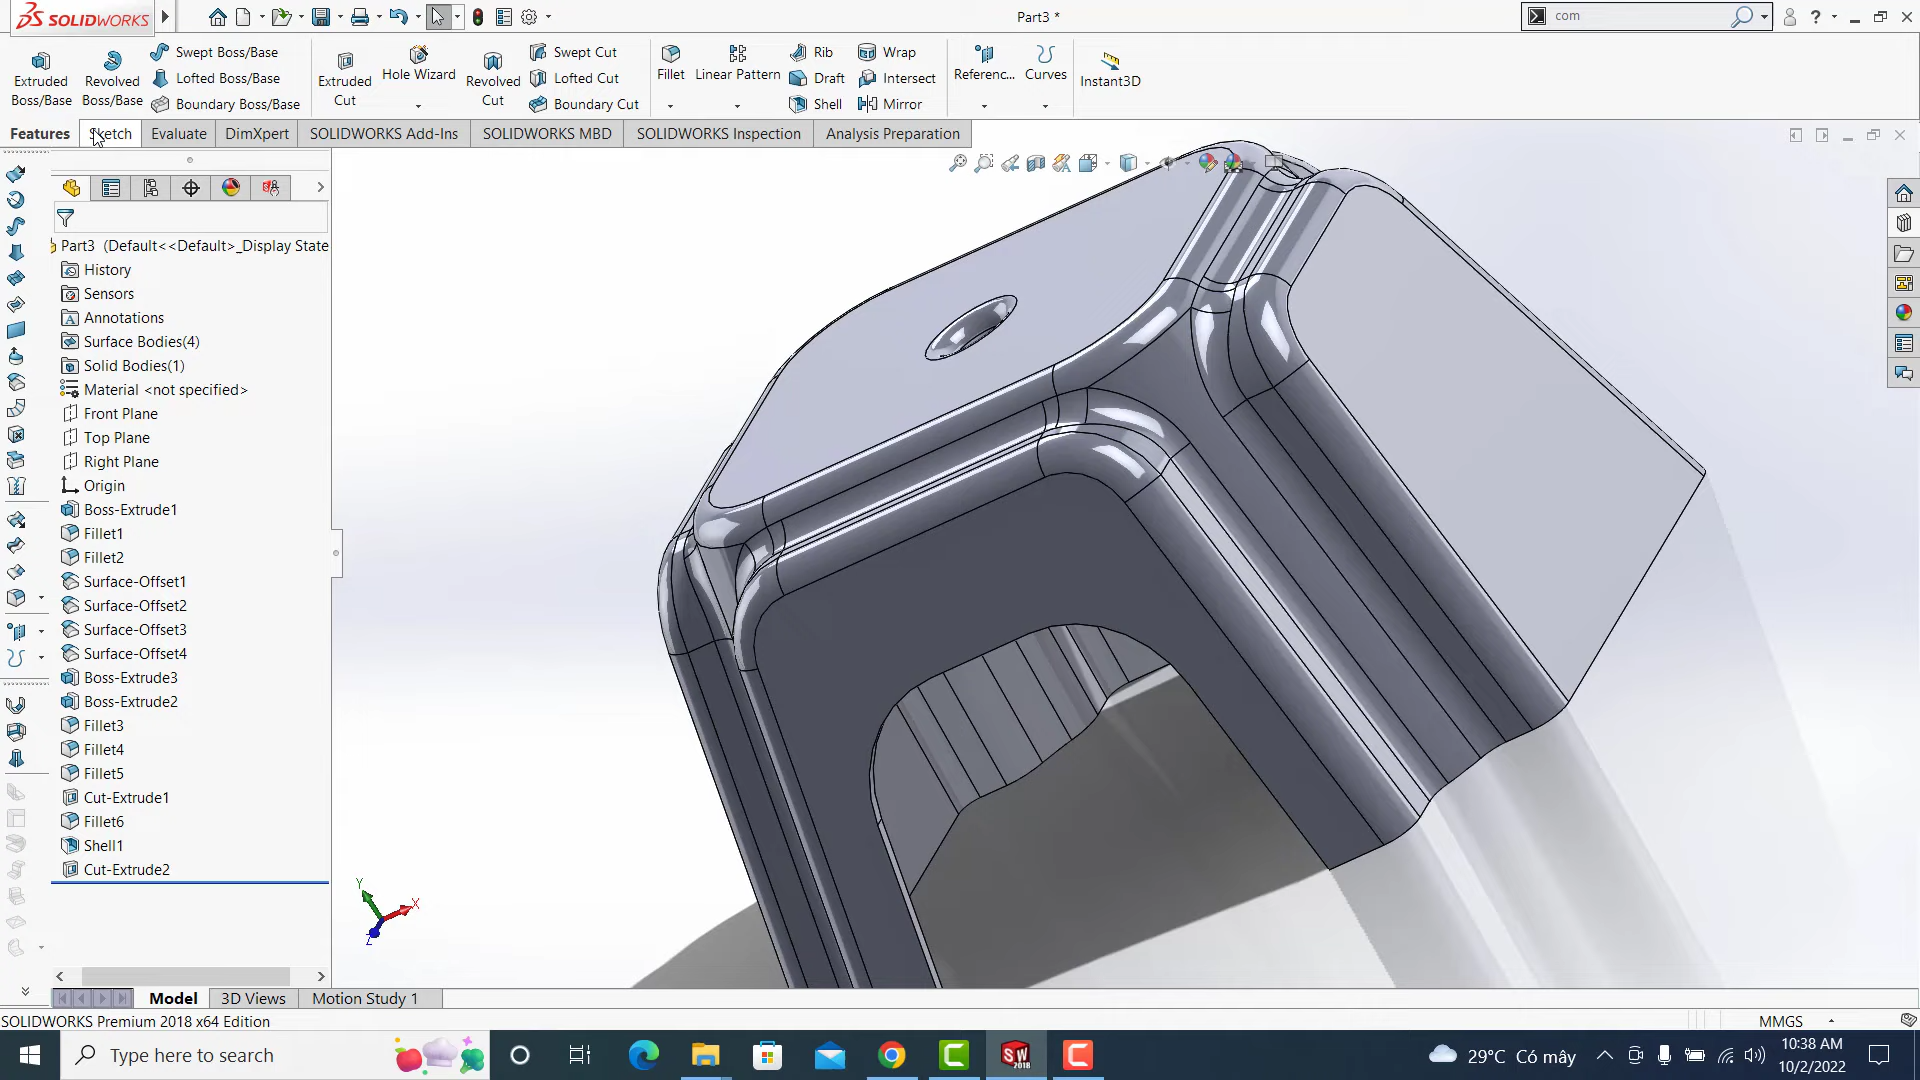 SOLIDWORKS
Part3 *
com
Extruded Boss/Base
Revolved Boss/Base
Swept Boss/Base
Lofted Boss/Base
Boundary Boss/Base
Extruded Cut
Hole Wizard
Revolved Cut
Swept Cut
Lofted Cut
Boundary Cut
Fillet
Linear Pattern
Rib
Draft
Shell
Wrap
Intersect
Mirror
Referenc...
Curves
Instant3D
Features
Sketch
Evaluate
DimXpert
SOLIDWORKS Add-Ins
SOLIDWORKS MBD
SOLIDWORKS Inspection
Analysis Preparation
Part3 (Default<<Default>_Display State
History
Sensors
Annotations
Surface Bodies(4)
Solid Bodies(1)
Material <not specified>
Front Plane
Top Plane
Right Plane
Origin
Boss-Extrude1
Fillet1
Fillet2
Surface-Offset1
Surface-Offset2
Surface-Offset3
Surface-Offset4
Boss-Extrude3
Boss-Extrude2
Fillet3
Fillet4
Fillet5
Cut-Extrude1
Fillet6
Shell1
Cut-Extrude2
Y
X
Z
Model
3D Views
Motion Study 1
SOLIDWORKS Premium 2018 x64 Edition
MMGS
Type here to search
SW
2018
29°C Có mây
10:38 AM
10/2/2022